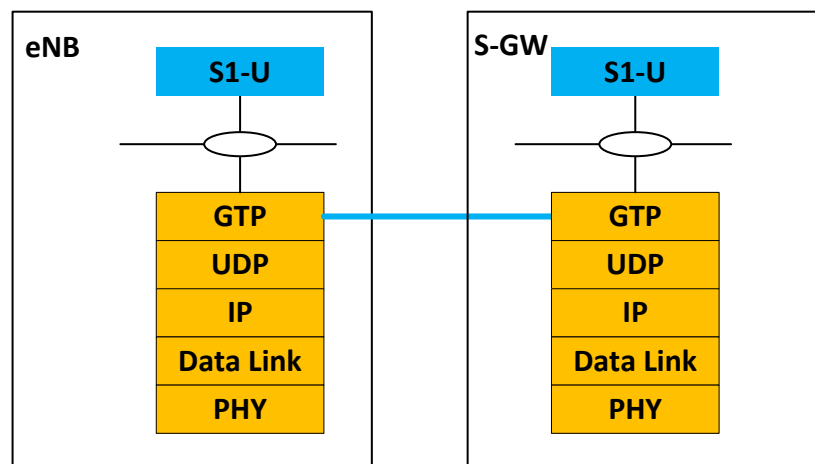 eNB
S1-U
GTP
UDP
IP
Data Link
PHY
S-GW
S1-U
GTP
UDP
IP
Data Link
PHY